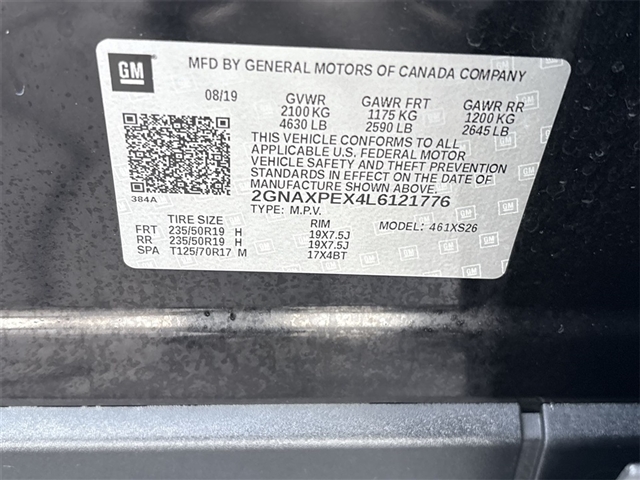 GM MFD BY GENERAL MOTORS OF CANADA COMPANY
08/19 GVWR GAWR FRT GAWR RR
2100 KG 1175 KG 1200 KG
4630 LB 2590 LB 2645 LB
THIS VEHICLE CONFORMS TO ALL
APPLICABLE U.S. FEDERAL MOTOR
VEHICLE SAFETY AND THEFT PREVENTION
STANDARDS IN EFFECT ON THE DATE OF
MANUFACTURE SHOWN ABOVE.
384A 2GNAXPEX4L6121776
TYPE: M.P.V. MODEL: 461XS26
TIRE SIZE RIM
FRT 235/50R19 H 19X7.5J
RR 235/50R19 H 19X7.5J
SPA T125/70R17 M 17X4BT